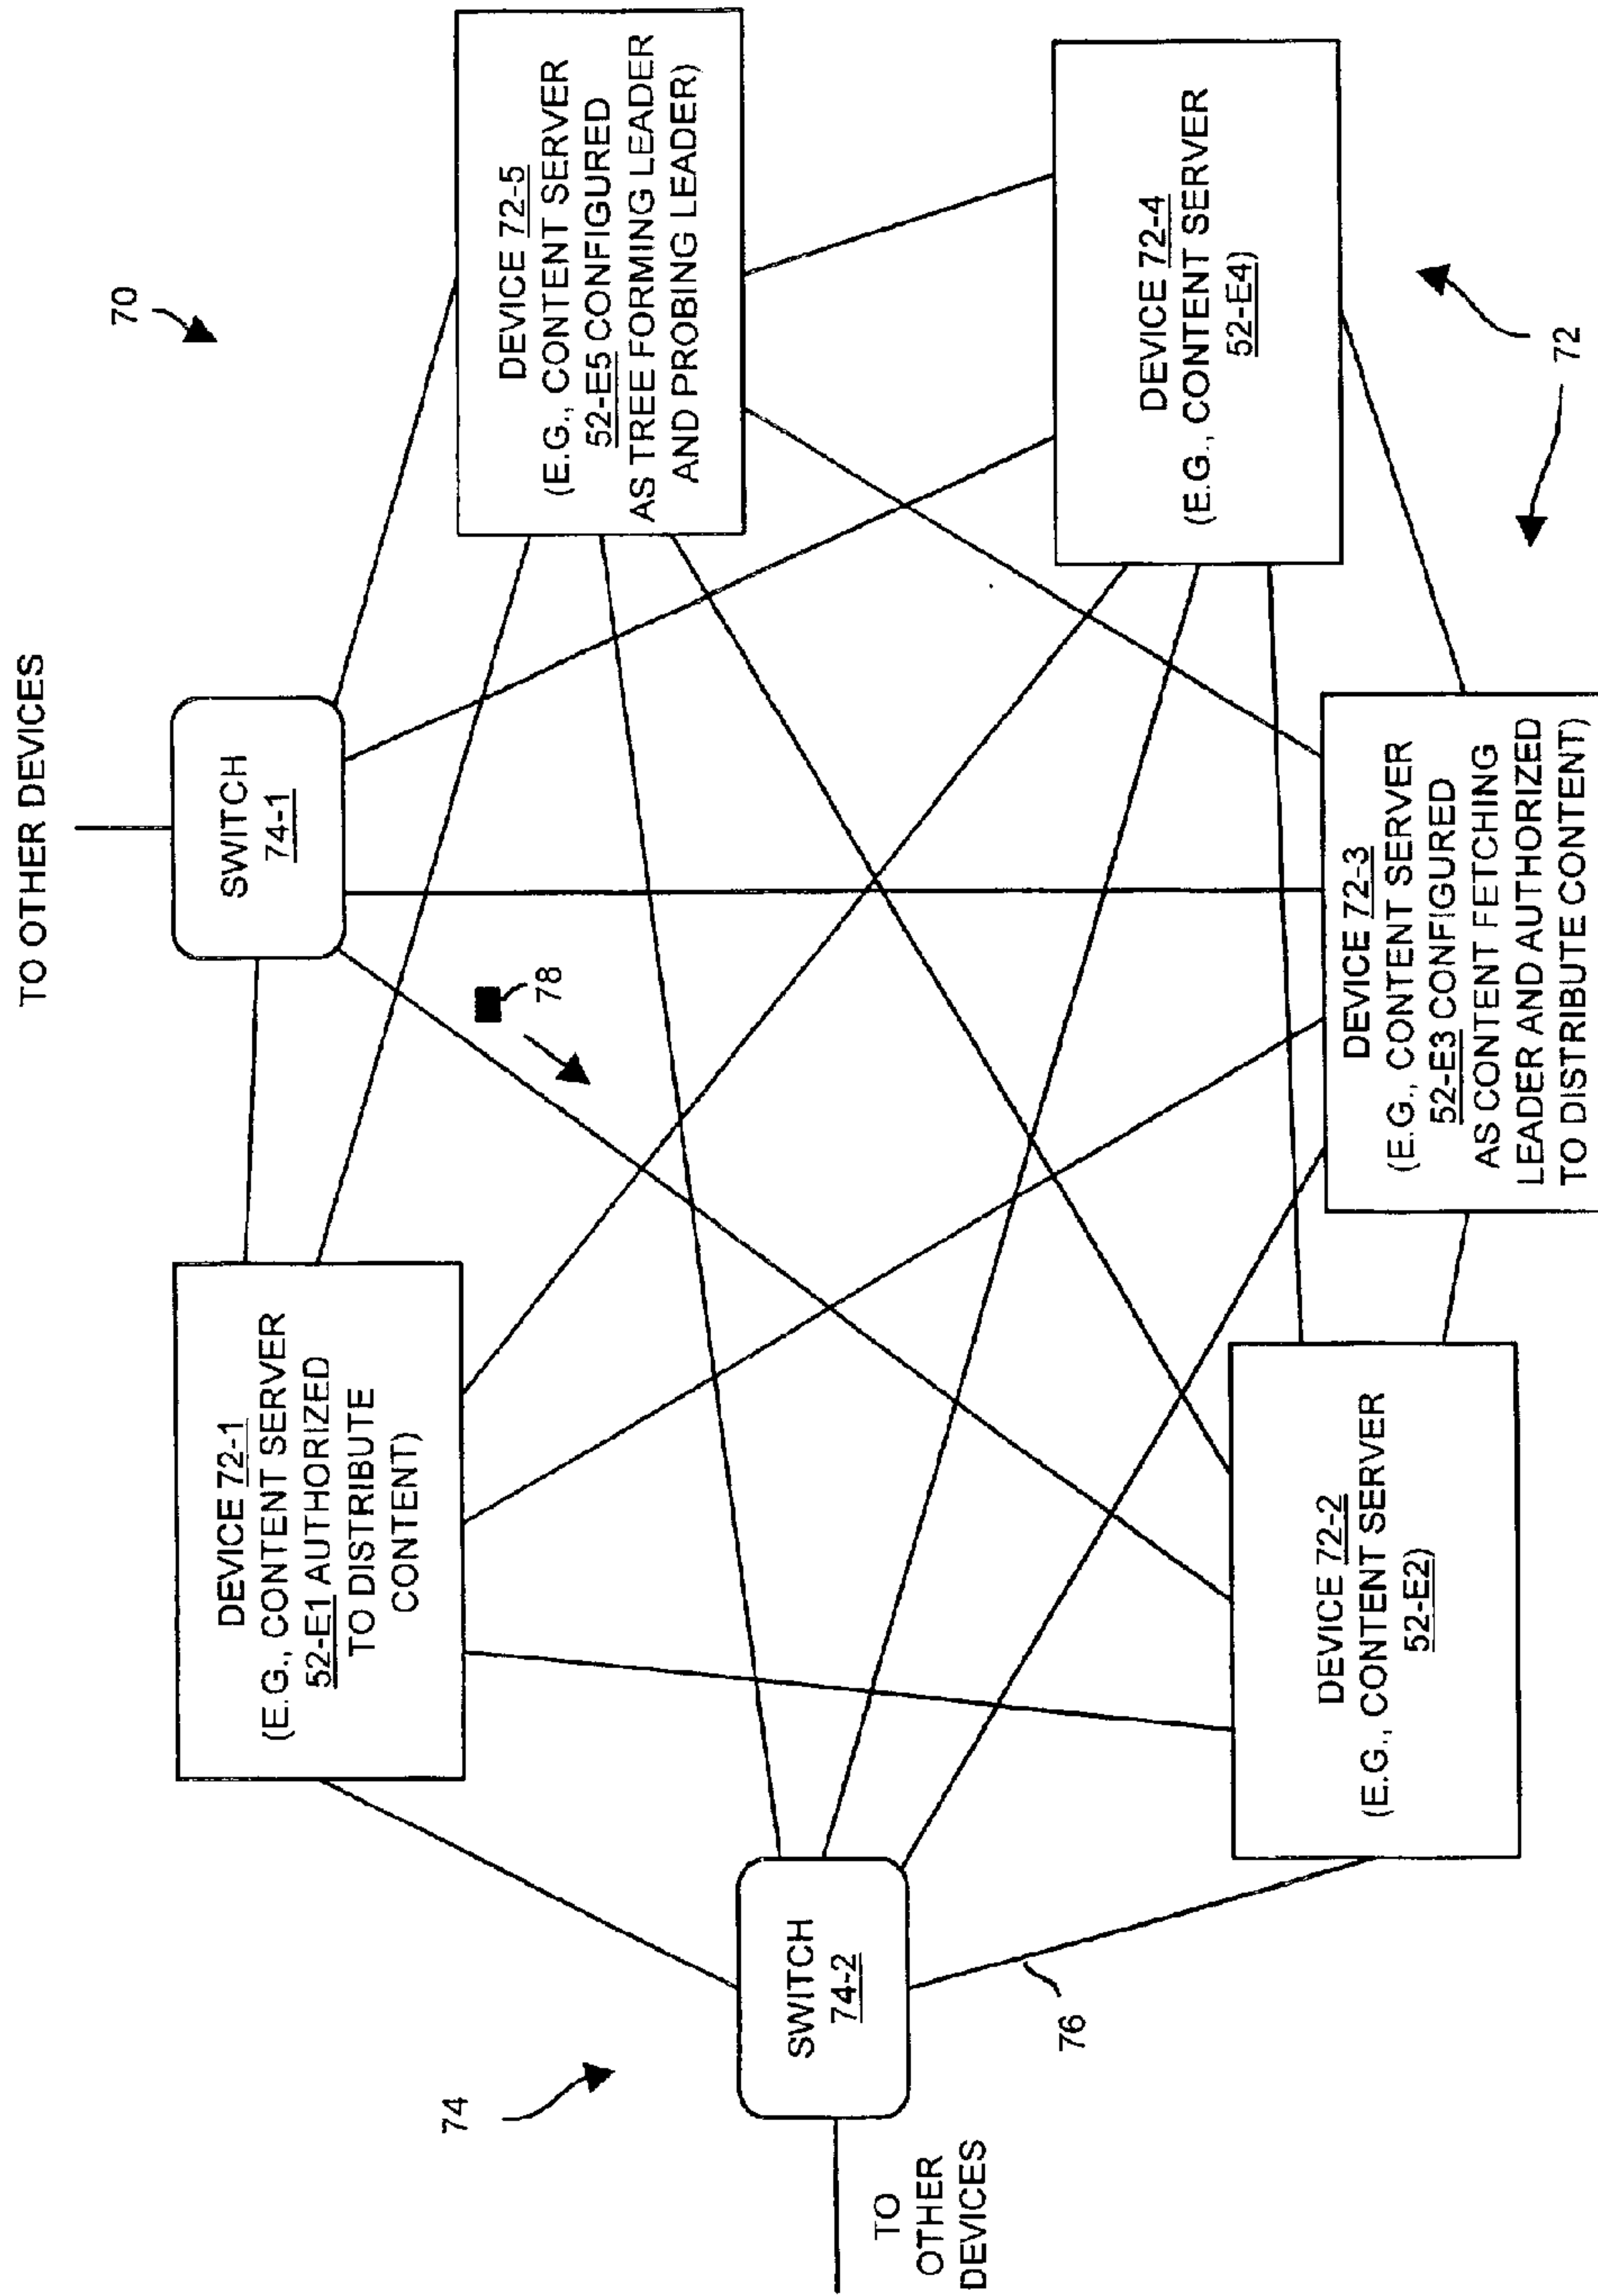 TO OTHER DEVICES
70
SWITCH
74-1
DEVICE 72-1
(E.G., CONTENT SERVER
52-E1 AUTHORIZED
TO DISTRIBUTE
CONTENT)
DEVICE 72-5
(E.G., CONTENT SERVER
52-E5 CONFIGURED
AS TREE FORMING LEADER
AND PROBING LEADER)
78
74
SWITCH
74-2
TO
OTHER
DEVICES
76
DEVICE 72-2
(E.G., CONTENT SERVER
52-E2)
DEVICE 72-3
(E.G., CONTENT SERVER
52-E3 CONFIGURED
AS CONTENT FETCHING
LEADER AND AUTHORIZED
TO DISTRIBUTE CONTENT)
DEVICE 72-4
(E.G., CONTENT SERVER
52-E4)
72